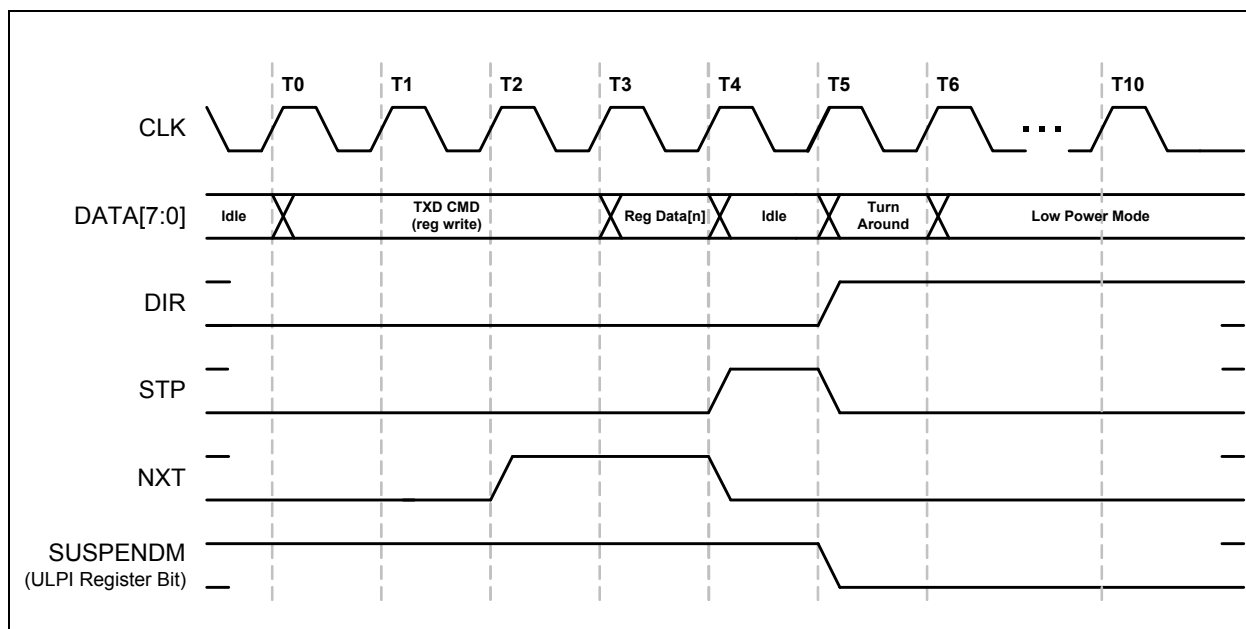 T0 T1 T2 T3 T4 T5 T6 T10
CLK
...
DATA[7:0]
Idle
TXD CMD
(reg write)
Reg Data[n]
Idle
Turn
Around
Low Power Mode
DIR
STP
NXT
SUSPENDM
(ULPI Register Bit)